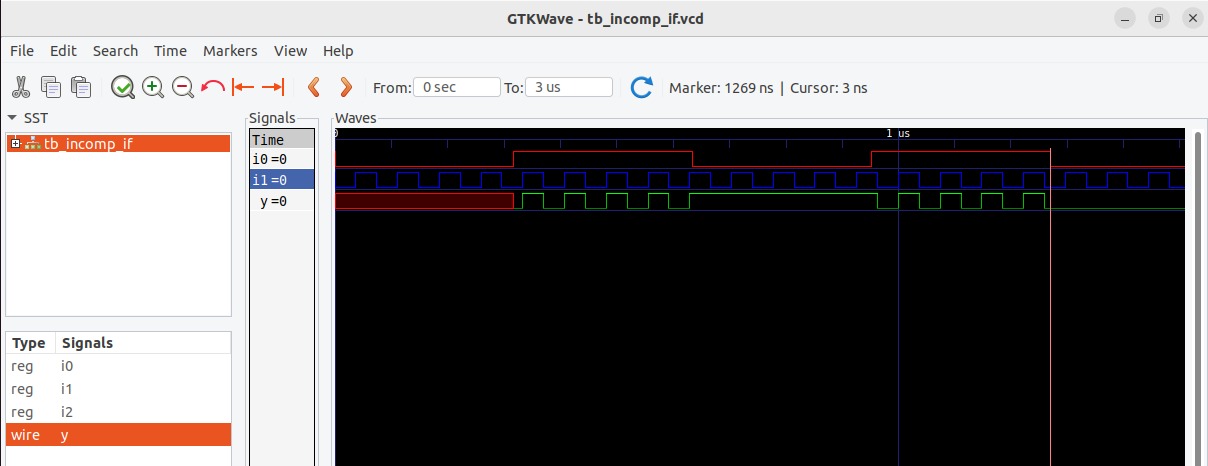 GTKWave - tb_incomp_if.vcd
File Edit Search Time Markers View Help
From: 0 sec To: 3 us Marker: 1269 ns | Cursor: 3 ns
SST Signals Waves
tb_incomp_if
Time 0 1 us
i0=0
i1=0
y=0
Type Signals
reg i0
reg i1
reg i2
wire y